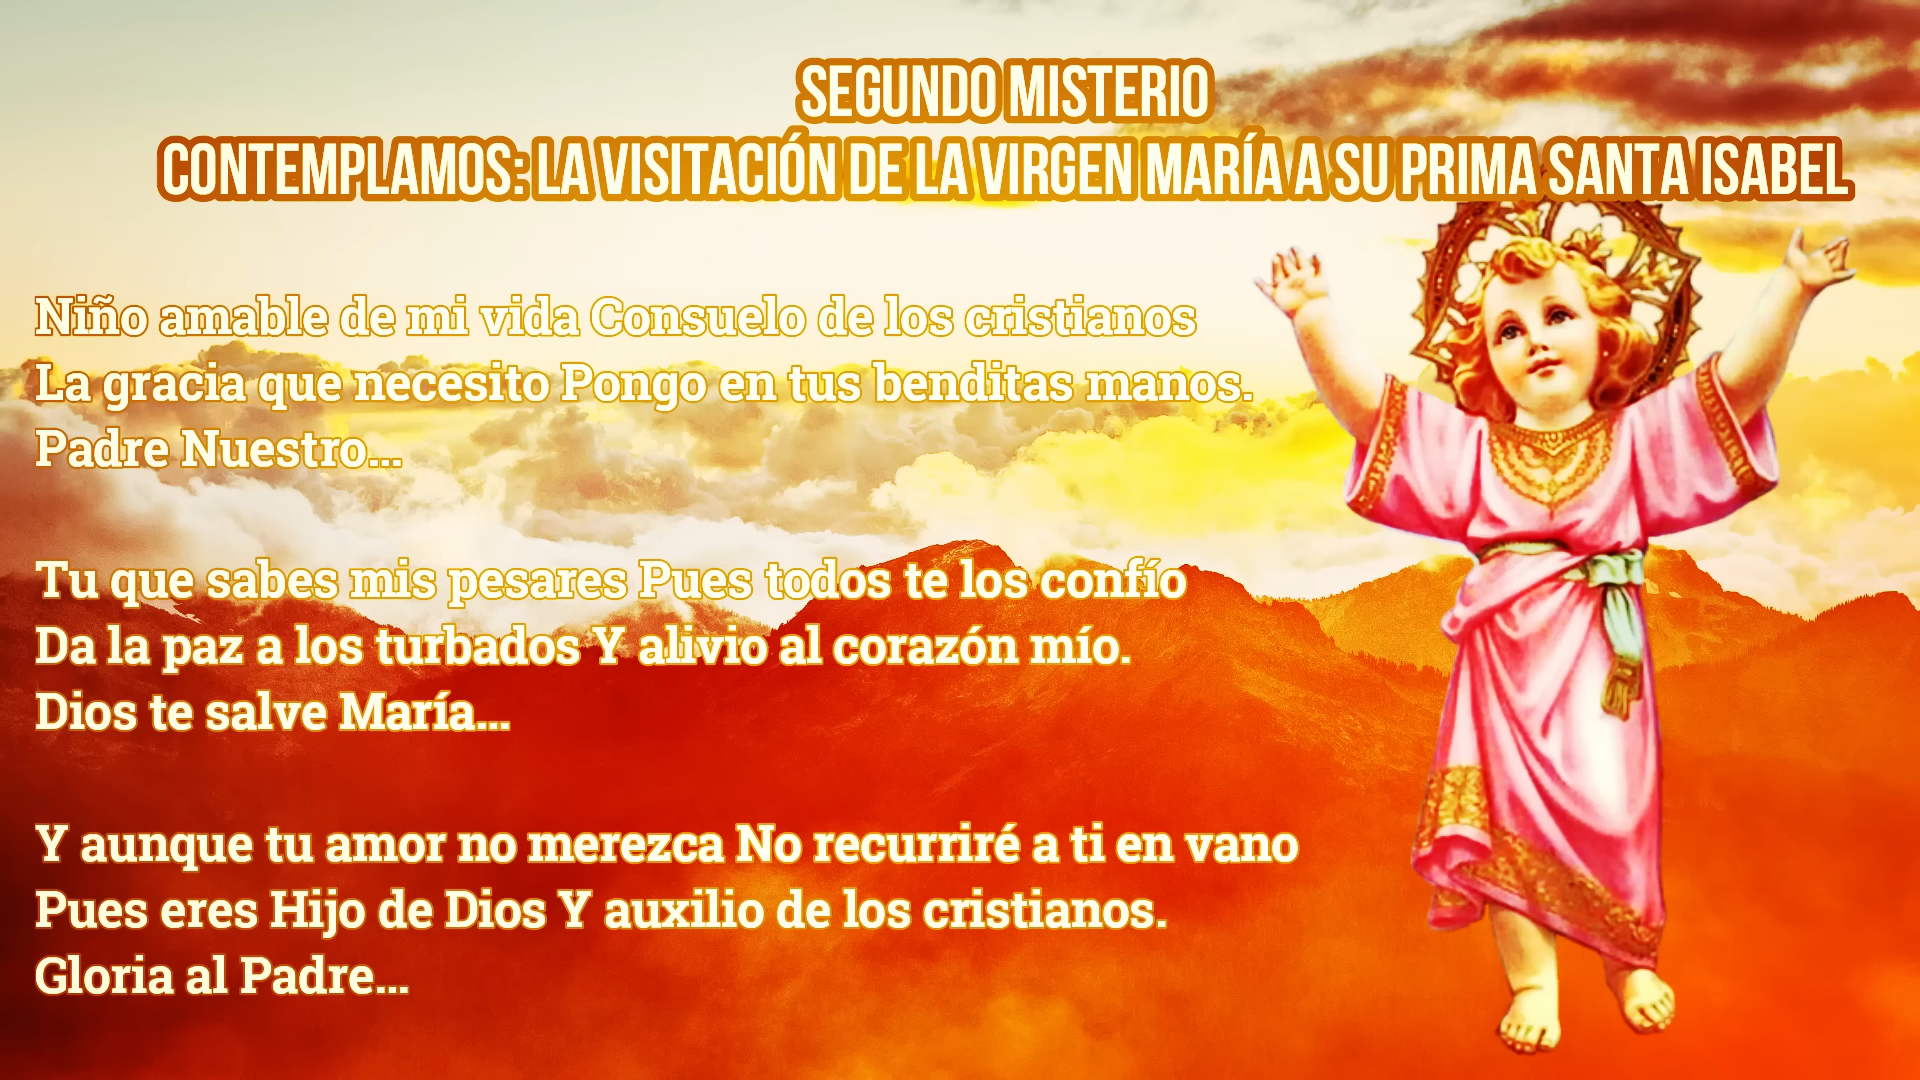 SEGUNDO MISTERIO
CONTEMPLAMOS: LA VISITACIÓN DE LA VIRGEN MARÍA A SU PRIMA SANTA ISABEL
Niño amable de mi vida Consuelo de los cristianos
La gracia que necesito Pongo en tus benditas manos.
Padre Nuestro...
Tu que sabes mis pesares Pues todos te los confío
Da la paz a los turbados Y alivio al corazón mío.
Dios te salve María...
Y aunque tu amor no merezca No recurriré a ti en vano
Pues eres Hijo de Dios Y auxilio de los cristianos.
Gloria al Padre...